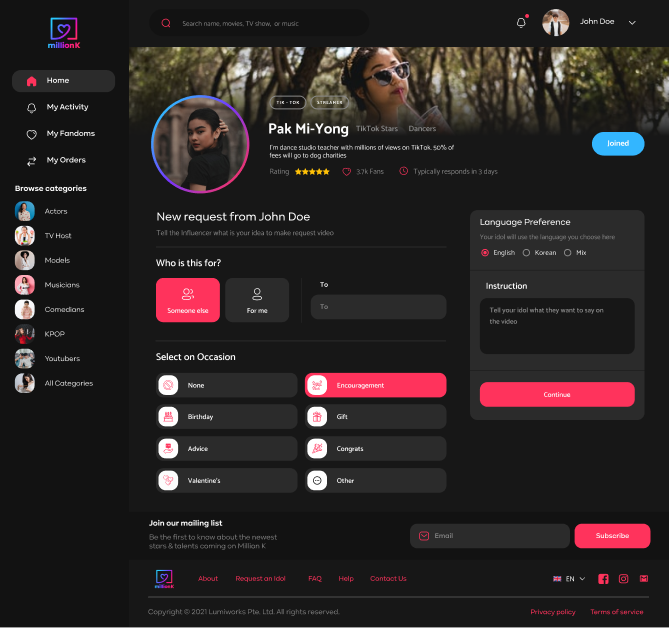 millionK
Home
My Activity
My Fandoms
My Orders
Browse categories
Actors
TV Host
Models
Musicians
Comedians
KPOP
Youtubers
All Categories
Search name, movies, TV show, or music
John Doe
TIK - TOK
STREAMER
Pak Mi-Yong TikTok Stars Dancers
I'm dance studio teacher with millions of views on TikTok. 50% of
fees will go to dog charities
Joined
Rating 3.7k Fans Typically responds in 3 days
New request from John Doe
Tell the Influencer what is your idea to make request video
Who is this for?
Someone else
For me
To
To
Select on Occasion
None
Encouragement
Birthday
Gift
Advice
Congrats
Valentine's
Other
Language Preference
Your idol will use the language you choose here
English Korean Mix
Instruction
Tell your idol what they want to say on
the video
Continue
Join our mailing list
Be the first to know about the newest
stars & talents coming on Million K
Email
Subscribe
millionK
About Request an Idol FAQ Help Contact Us
EN
Copyright © 2021 Lumiworks Pte. Ltd. All rights reserved.
Privacy policy Terms of service